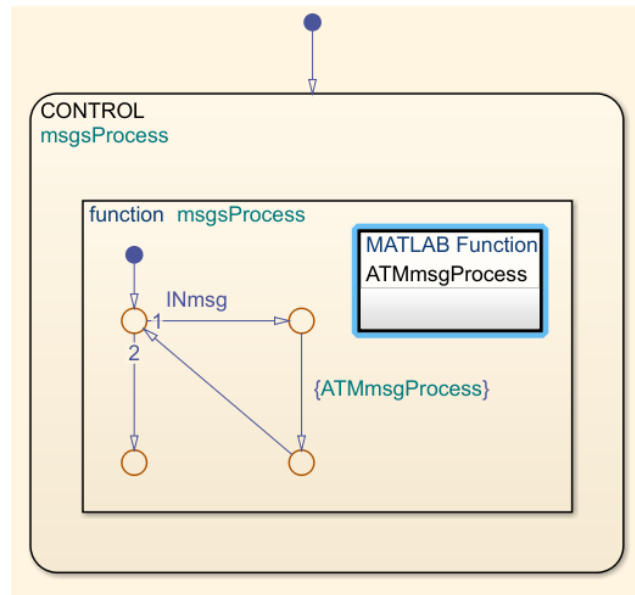 CONTROL
msgsProcess
function msgsProcess
MATLAB Function
ATMmsgProcess
INmsg
1
2
{ATMmsgProcess}